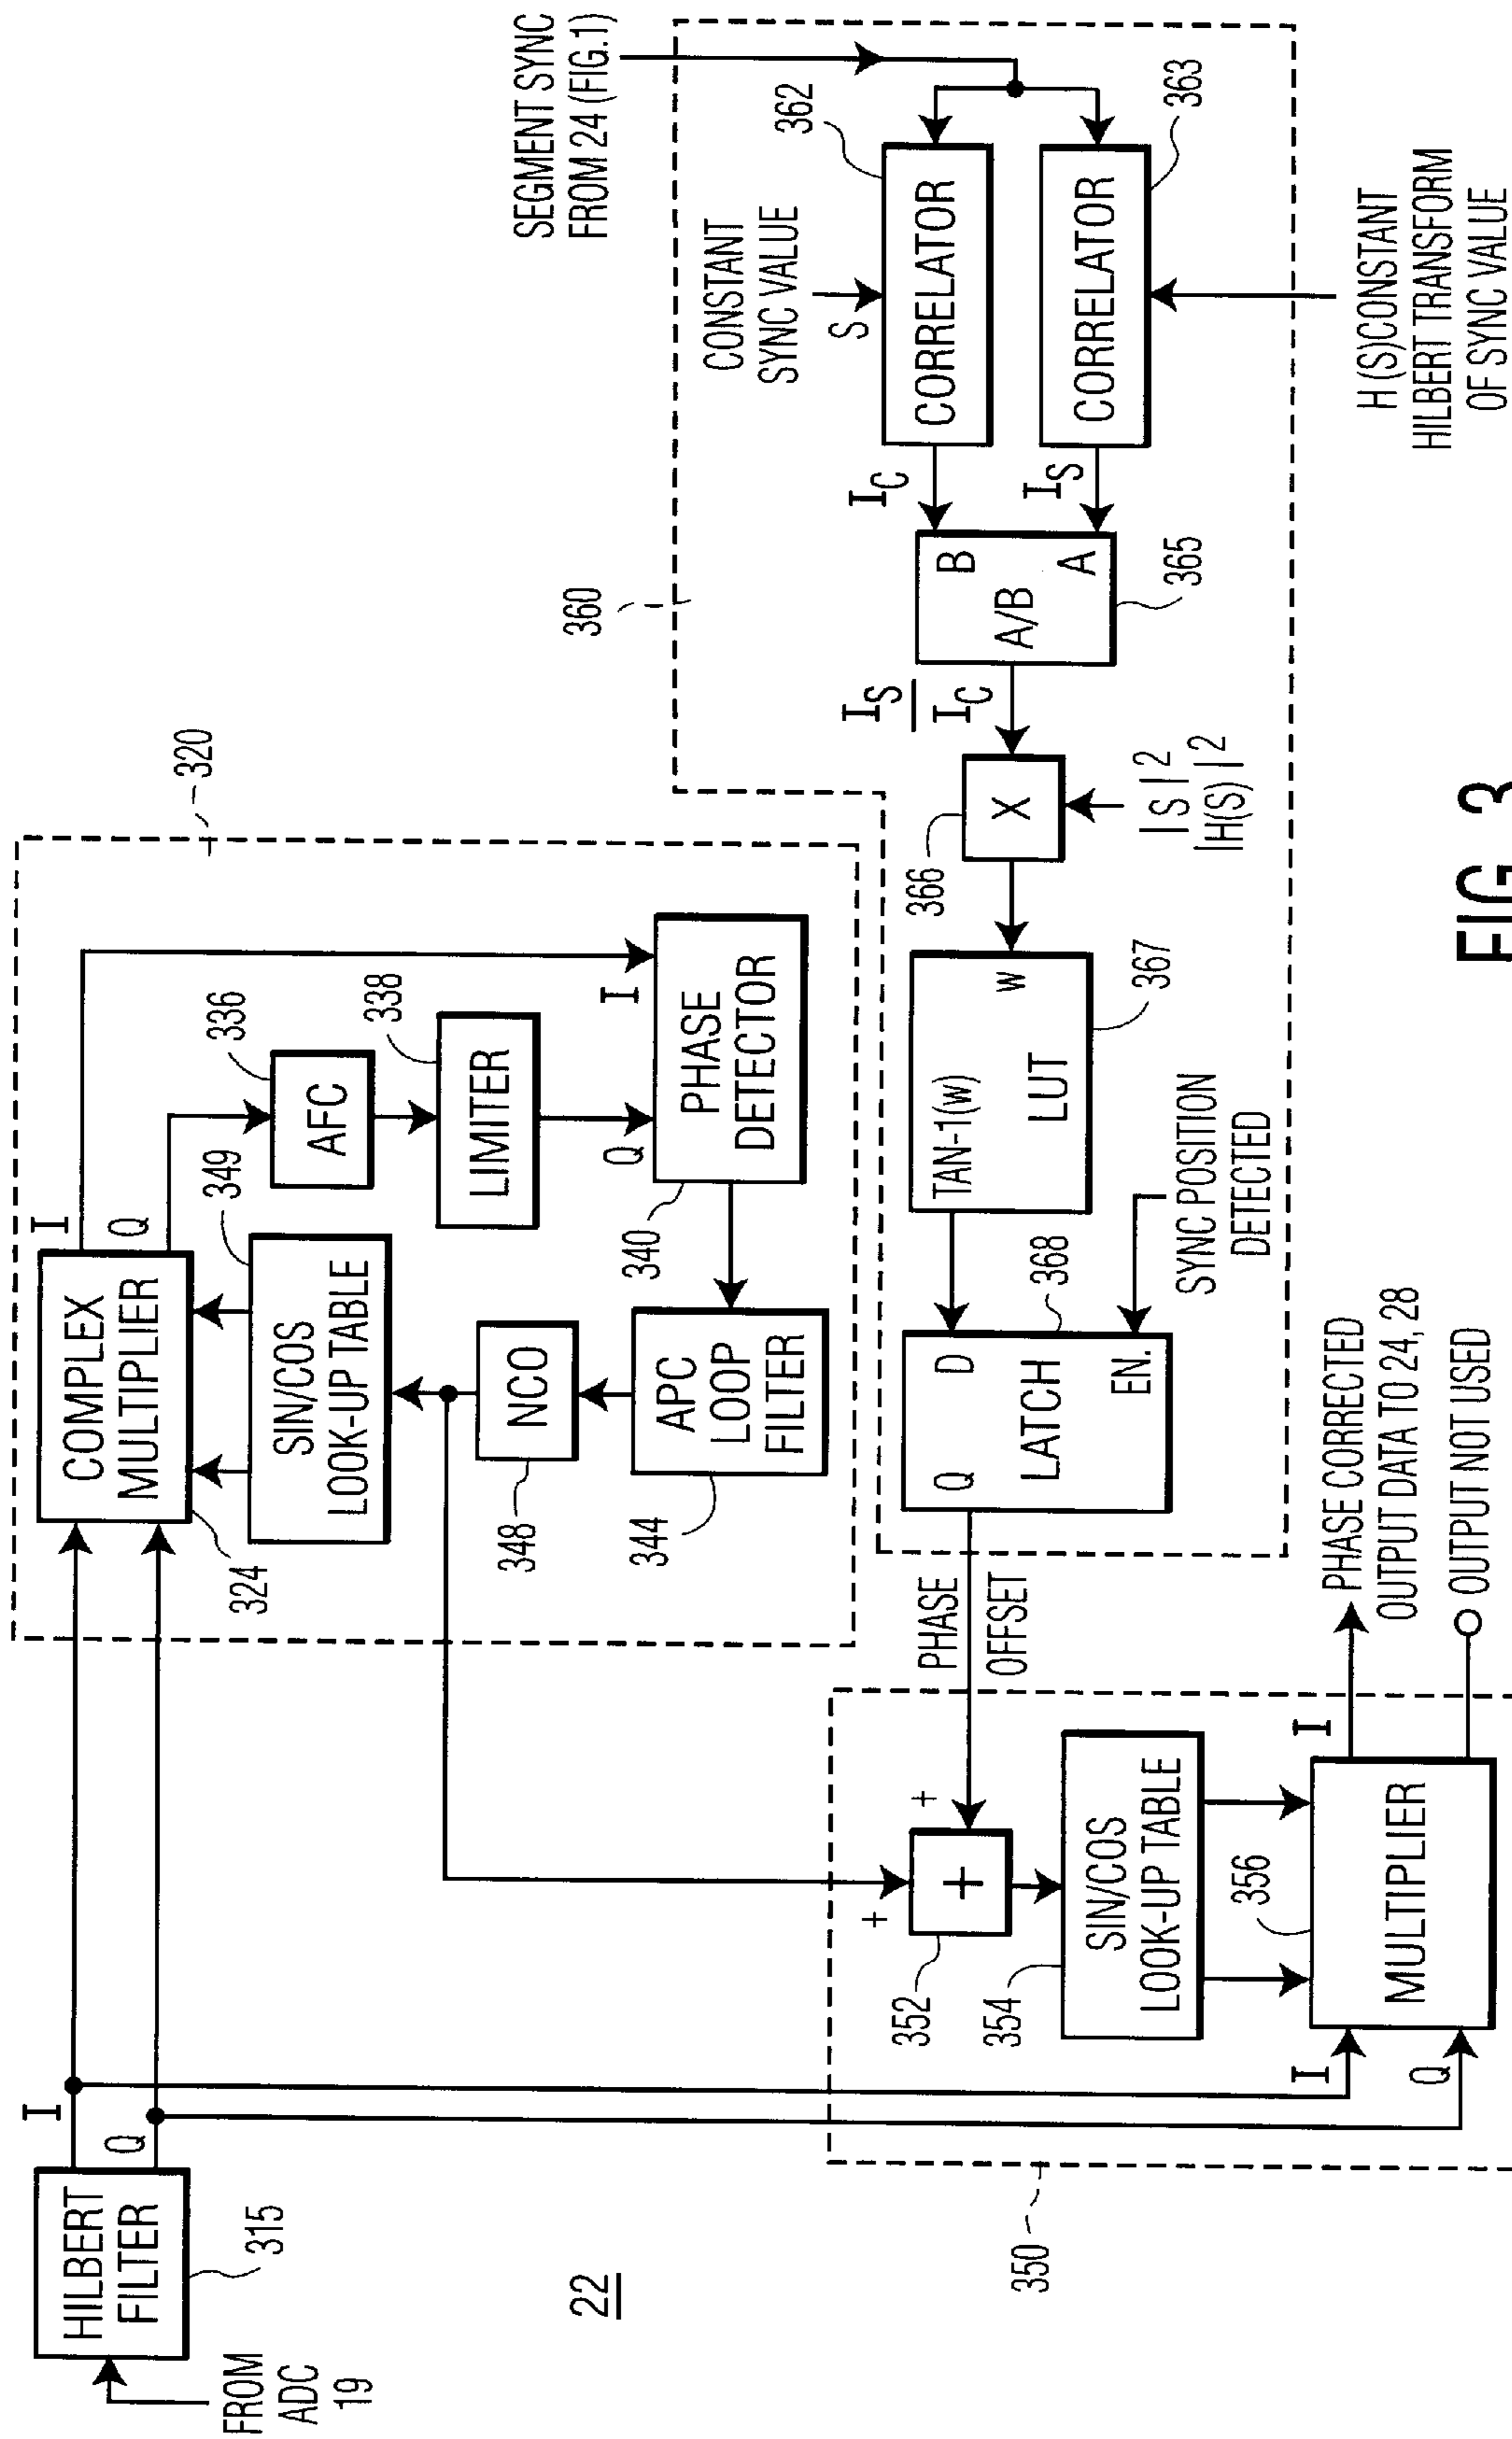 FROM
ADC
19
HILBERT
FILTER
315
I
Q
22
320
COMPLEX
MULTIPLIER
324
I
Q
SIN/COS
LOOK-UP TABLE
349
AFC
336
LIMITER
338
Q
I
PHASE
DETECTOR
340
APC
LOOP
FILTER
344
NCO
348
SEGMENT SYNC
FROM 24 (FIG.1)
360
CONSTANT
SYNC VALUE
S
CORRELATOR
362
CORRELATOR
363
H(S)CONSTANT
HILBERT TRANSFORM
OF SYNC VALUE
IC
IS
B
A/B
A
365
IS
IC
X
366
|S|2
|H(S)|2
TAN-1(W)
W
LUT
367
Q
D
LATCH
EN.
368
SYNC POSITION
DETECTED
PHASE
OFFSET
350
+
+
+
352
SIN/COS
LOOK-UP TABLE
354
I
Q
MULTIPLIER
356
I
PHASE CORRECTED
OUTPUT DATA TO 24, 28
OUTPUT NOT USED
FIG. 3